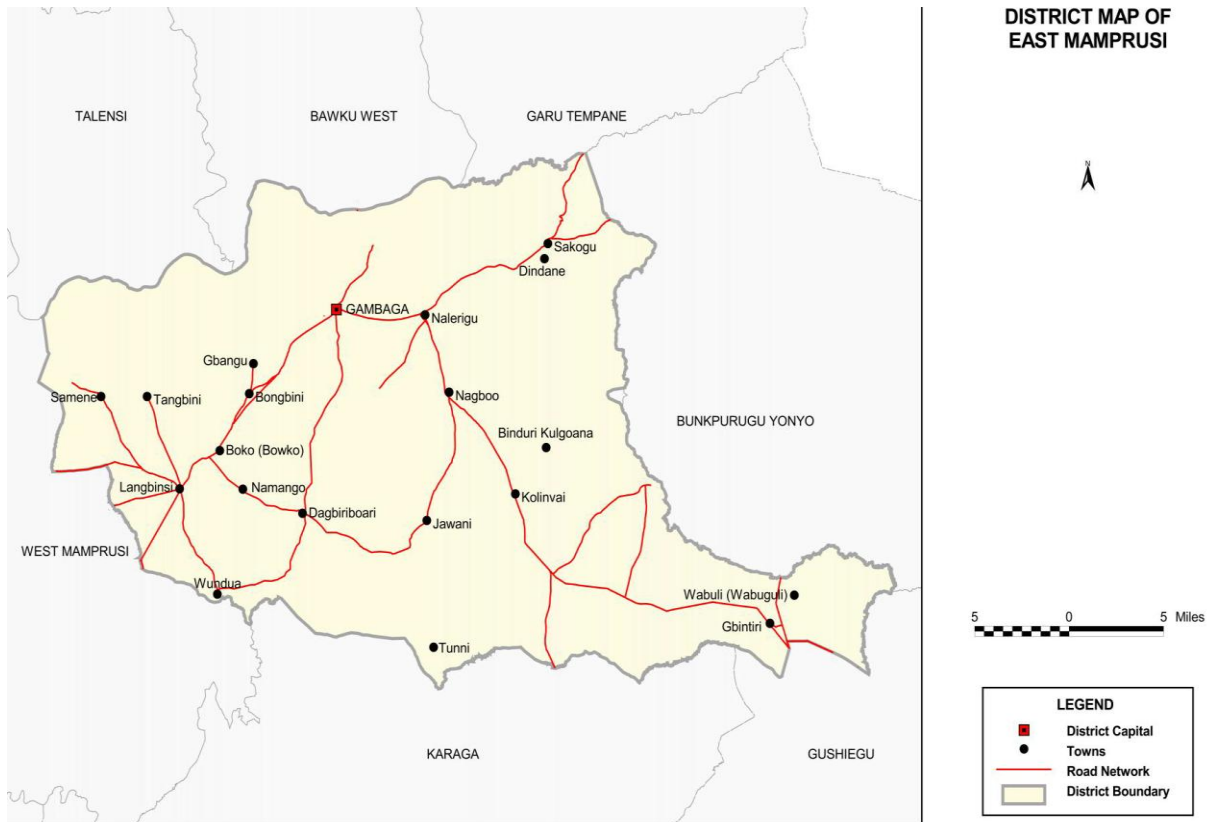 DISTRICT MAP OF
EAST MAMPRUSI
TALENSI
BAWKU WEST
GARU TEMPANE
N
Sakogu
Dindane
GAMBAGA
Nalerigu
Gbangu
Samene
Tangbini
Bongbini
Nagboo
BUNKPURUGU YONYO
Binduri Kulgoana
Boko (Bowko)
Langbinsi
Namango
Kolinvai
Dagbiriboari
Jawani
WEST MAMPRUSI
Wundua
Wabuli (Wabuguli)
Gbintiri
Tunni
5 0 5 Miles
KARAGA
GUSHIEGU
LEGEND
District Capital
Towns
Road Network
District Boundary